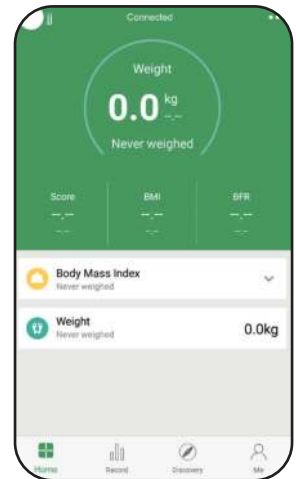 jj
Connected
Weight
0.0 kg
--.--
Never weighed
Score BMI BFR
--.-- --.-- --.--
--.-- --.-- --.--
Body Mass Index
Never weighed
Weight
Never weighed
0.0kg
Home Record Discovery Me